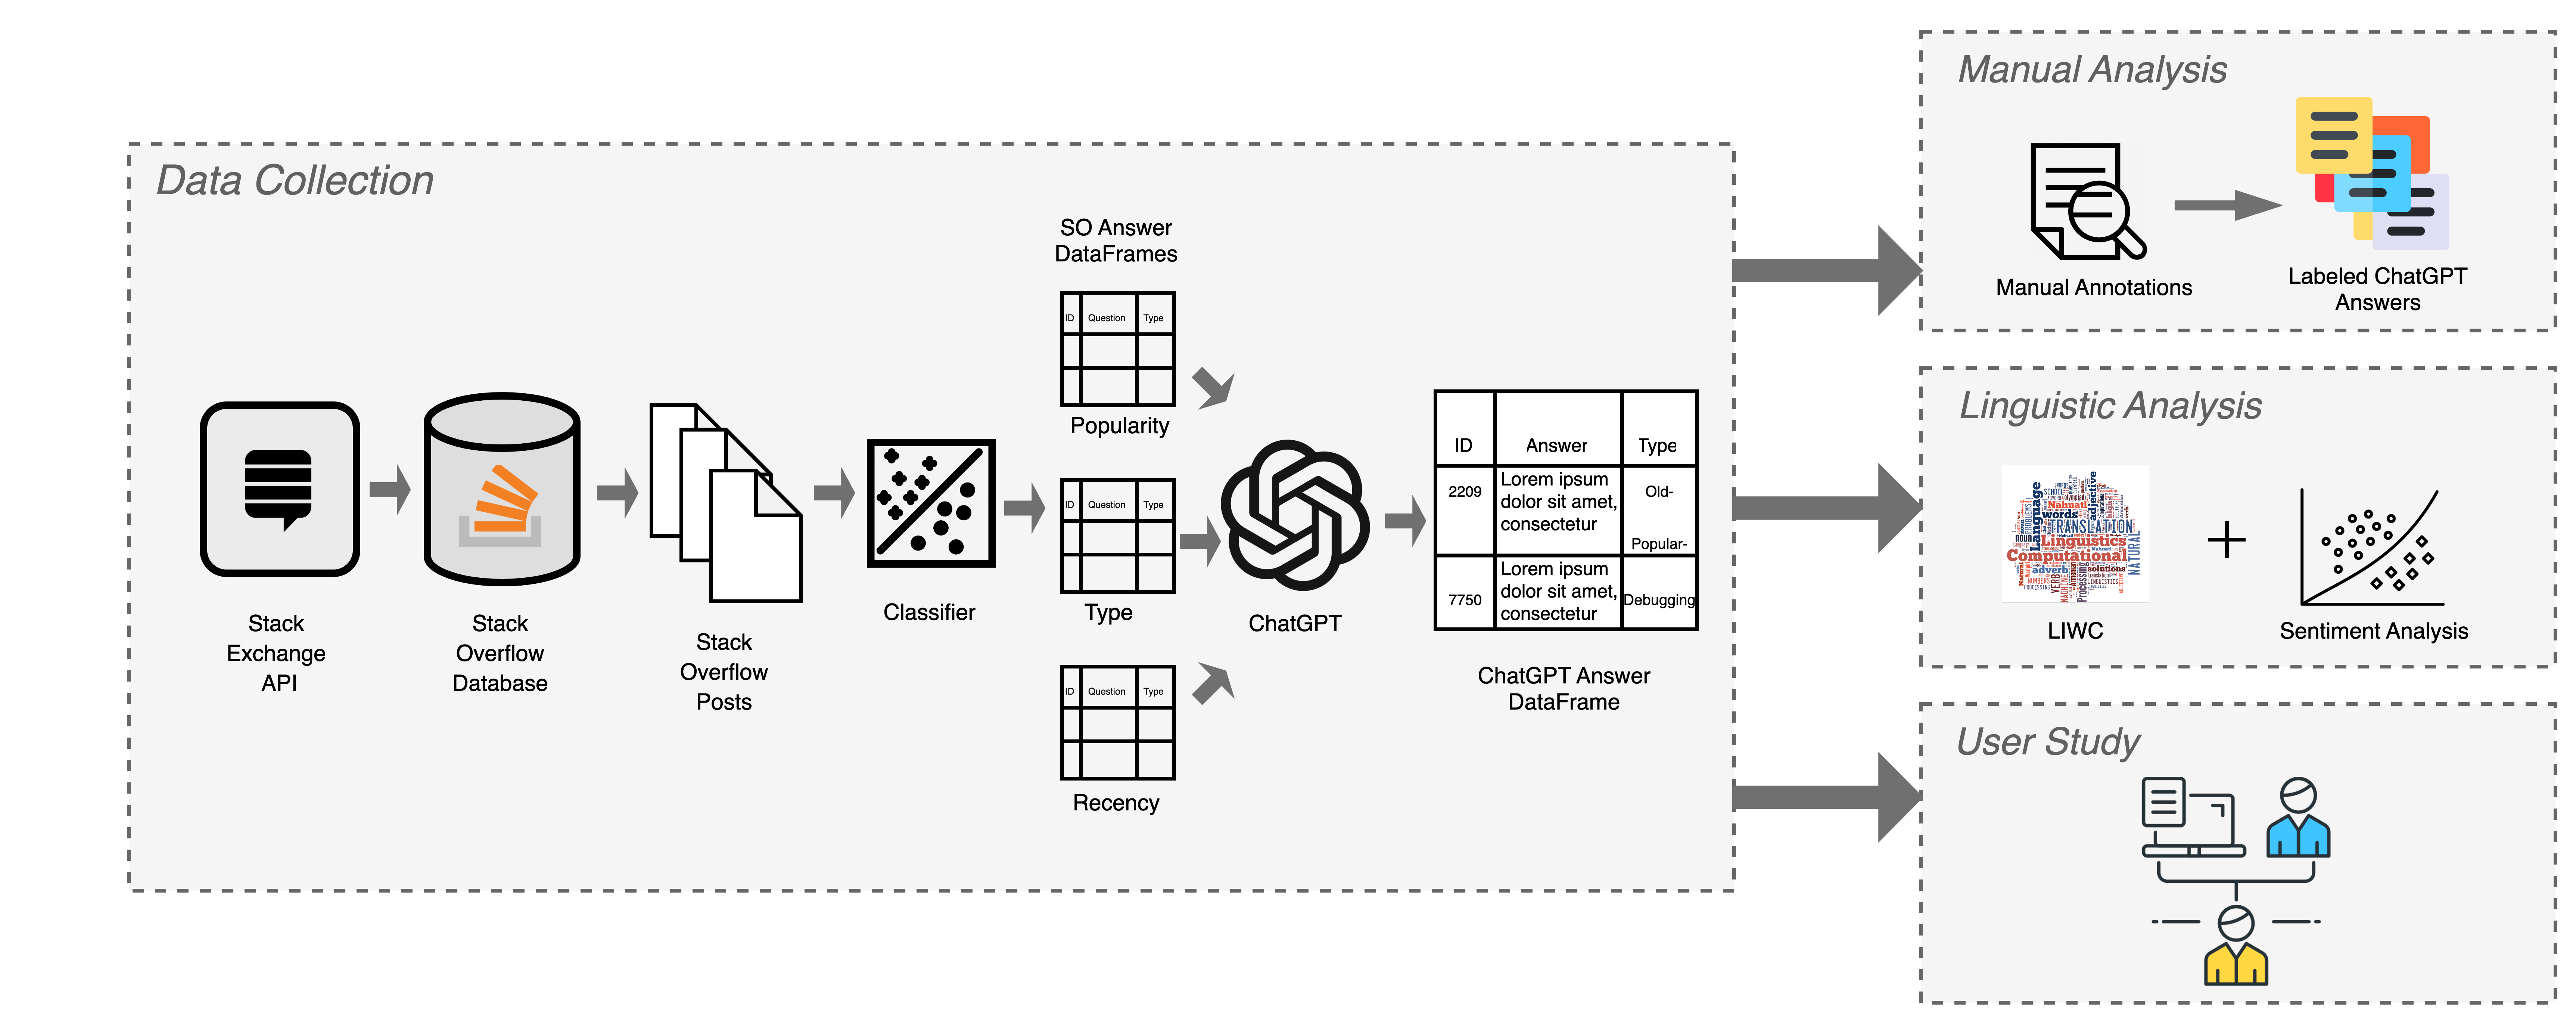 Data Collection
Stack
Exchange
API
Stack
Overflow
Database
Stack
Overflow
Posts
Classifier
SO Answer
DataFrames
ID Question Type
Popularity
ID Question Type
Type
ID Question Type
Recency
ChatGPT
ID Answer Type
2209
Lorem ipsum
dolor sit amet,
consectetur
Old-
Popular-
7750
Lorem ipsum
dolor sit amet,
consectetur
Debugging
ChatGPT Answer
DataFrame
Manual Analysis
Manual Annotations
Labeled ChatGPT
Answers
Linguistic Analysis
Language
Nahuatl
words
adjective
TRANSLATION
noun
Linguistics
Computational
adverb
solutions
NATURAL
VERB
Processing
LIWC
+
Sentiment Analysis
User Study